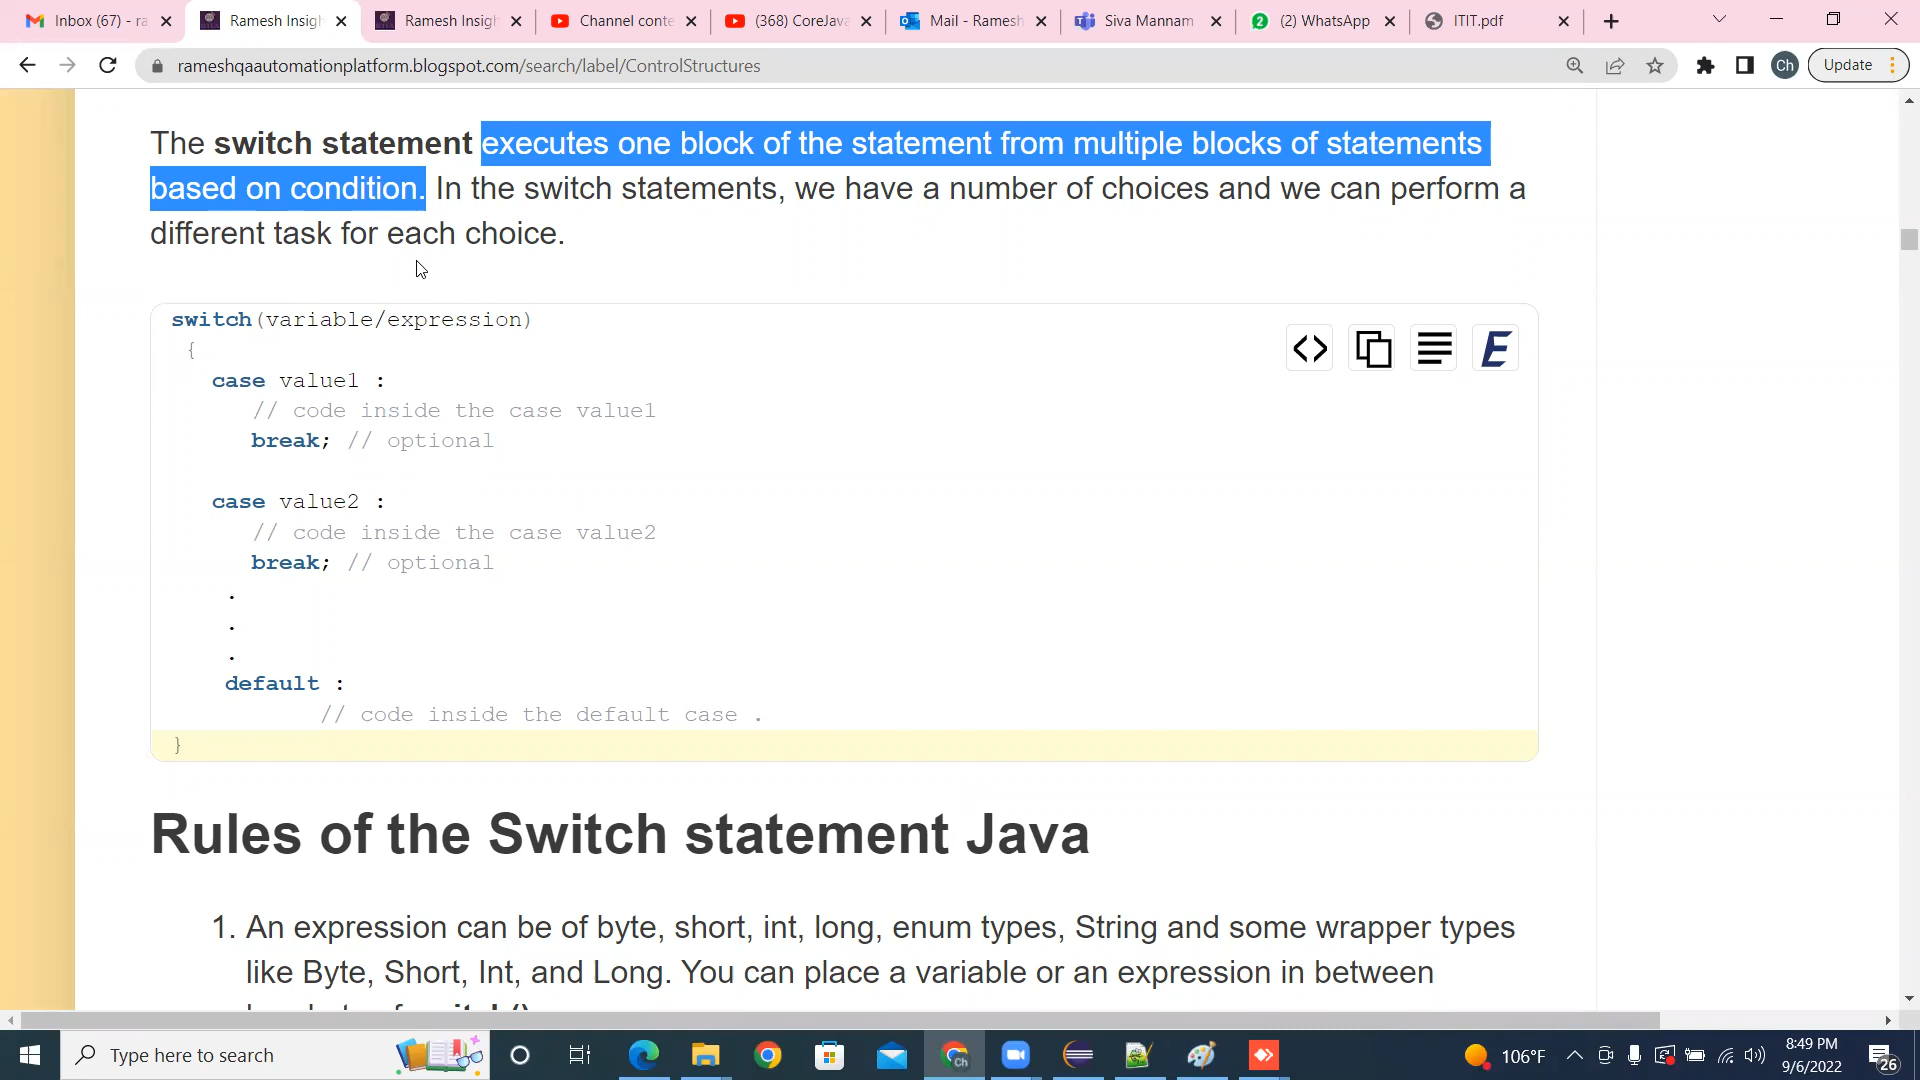 Inbox (67) - ra
Ramesh Insigh
Ramesh Insigh
Channel conte
(368) CoreJava
Mail - Ramesh
Siva Mannam
(2) WhatsApp
ITIT.pdf
rameshqaautomationplatform.blogspot.com/search/label/ControlStructures
Ch
Update
The switch statement executes one block of the statement from multiple blocks of statements
based on condition. In the switch statements, we have a number of choices and we can perform a
different task for each choice.
switch(variable/expression)
{
case value1 :
// code inside the case value1
break; // optional
case value2 :
// code inside the case value2
break; // optional
.
.
.
default :
// code inside the default case .
}
E
Rules of the Switch statement Java
1. An expression can be of byte, short, int, long, enum types, String and some wrapper types
like Byte, Short, Int, and Long. You can place a variable or an expression in between
Type here to search
Ch
106°F
8:49 PM
9/6/2022
26